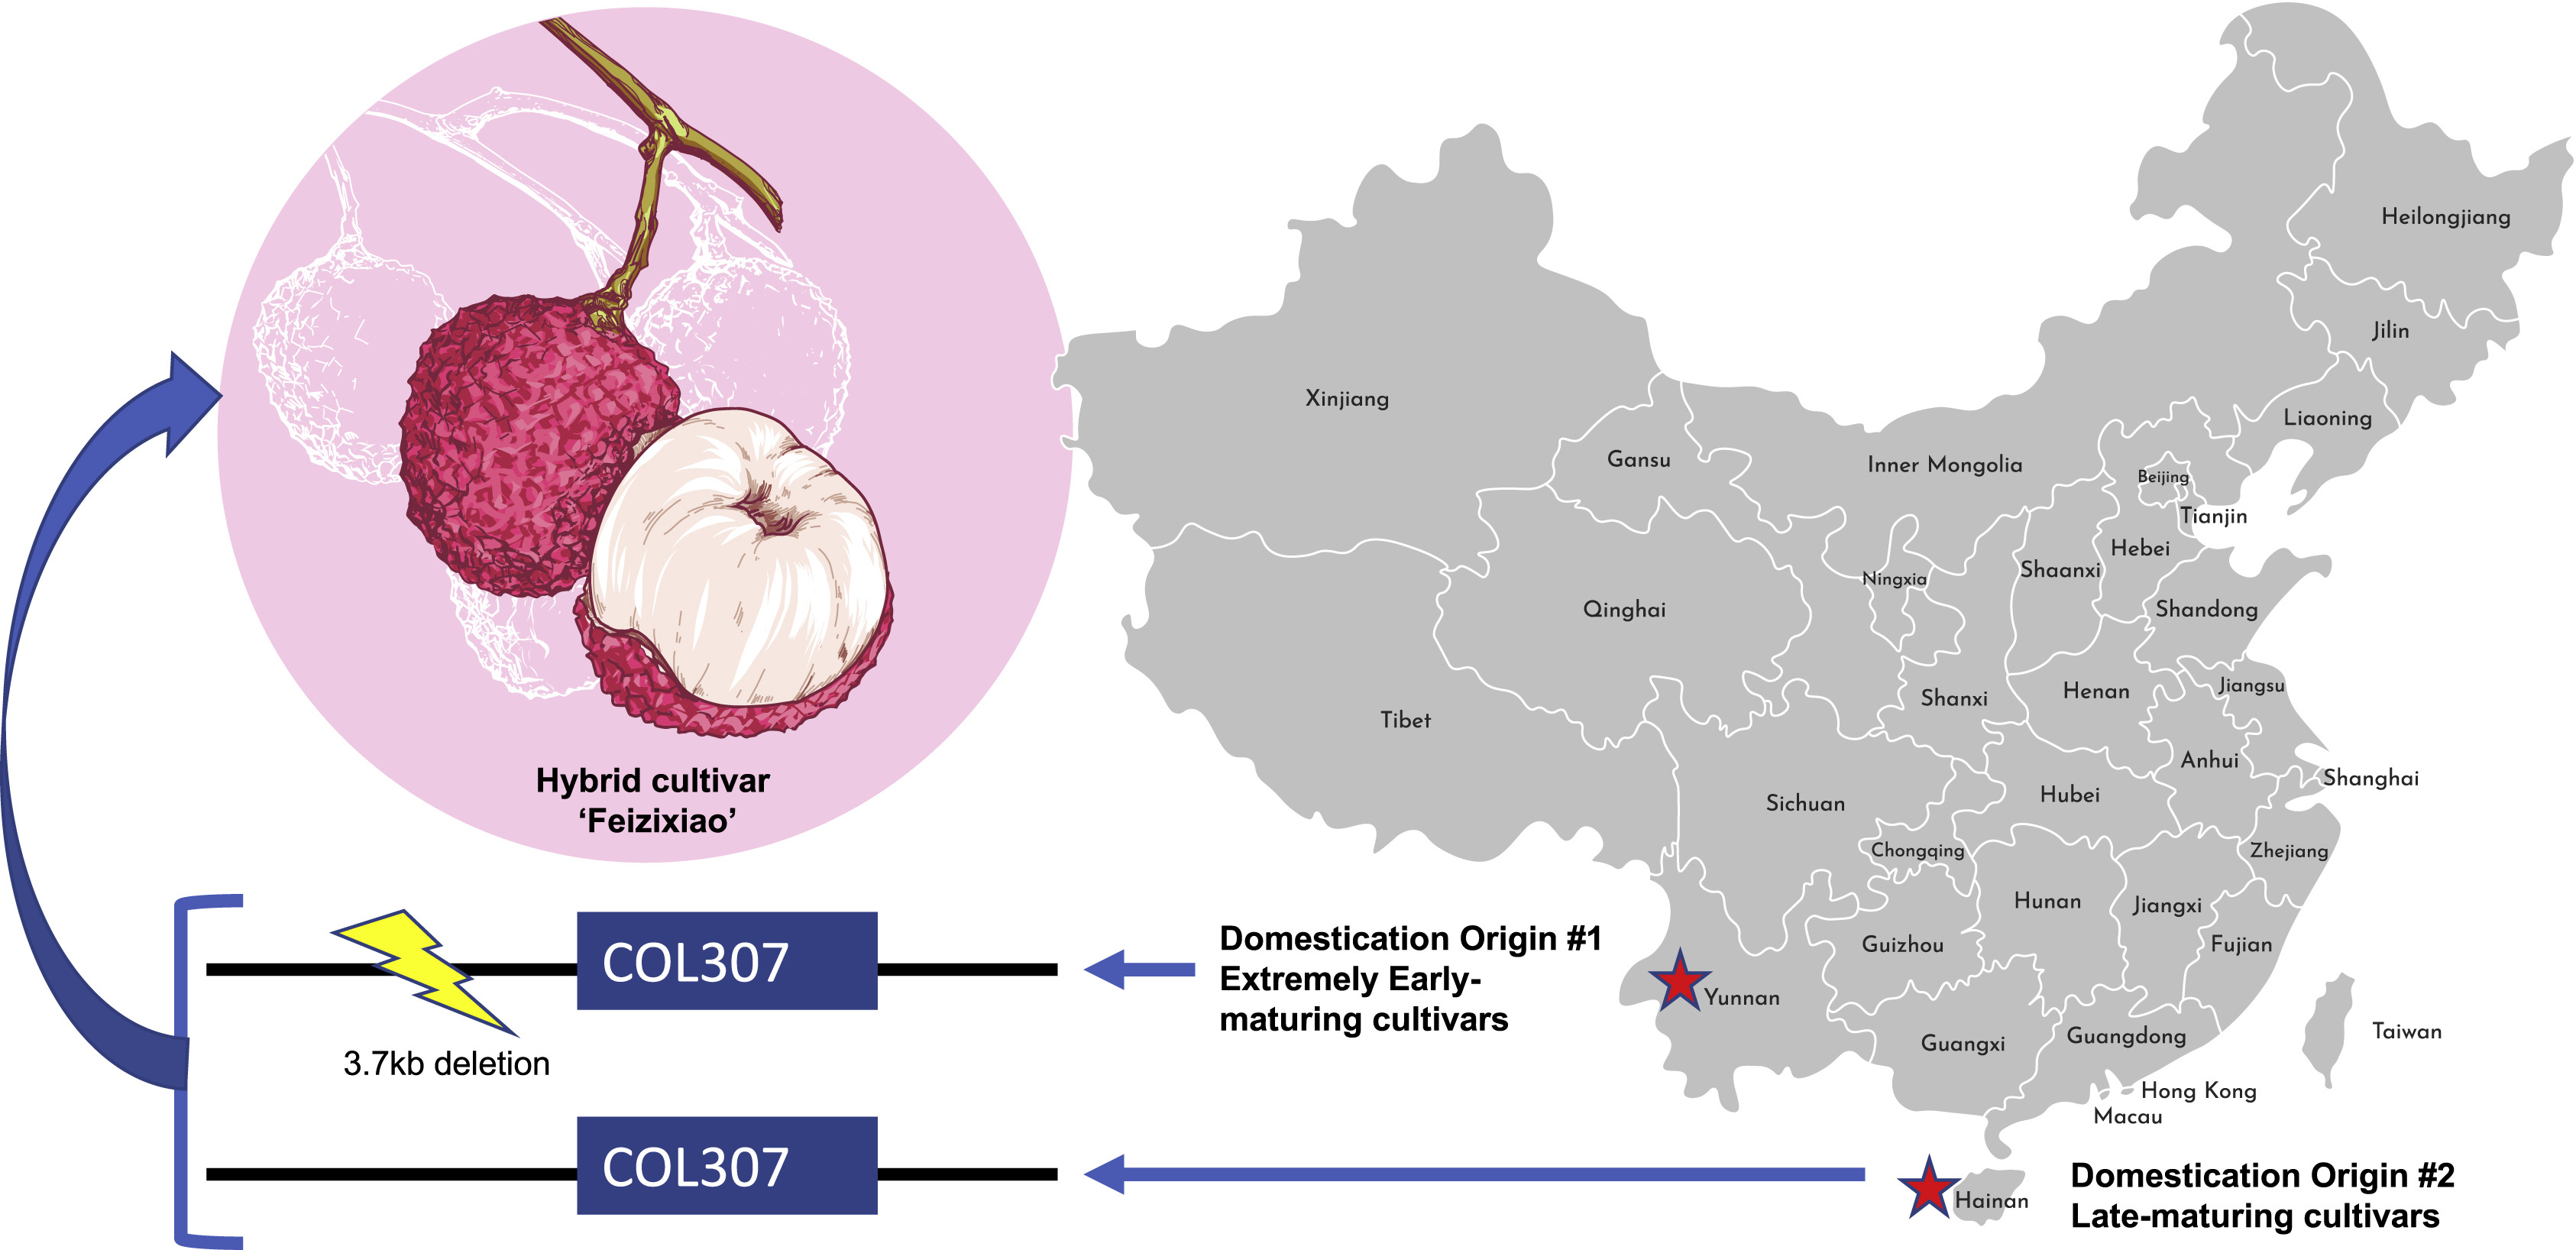 Hybrid cultivar
‘Feizixiao’
COL307
3.7kb deletion
COL307
Domestication Origin #1
Extremely Early-
maturing cultivars
Domestication Origin #2
Late-maturing cultivars
Heilongjiang
Jilin
Liaoning
Xinjiang
Gansu
Inner Mongolia
Beijing
Tianjin
Hebei
Shaanxi
Ningxia
Qinghai
Shandong
Tibet
Shanxi
Henan
Jiangsu
Anhui
Shanghai
Sichuan
Hubei
Chongqing
Zhejiang
Hunan
Jiangxi
Guizhou
Fujian
Yunnan
Guangxi
Guangdong
Taiwan
Hong Kong
Macau
Hainan